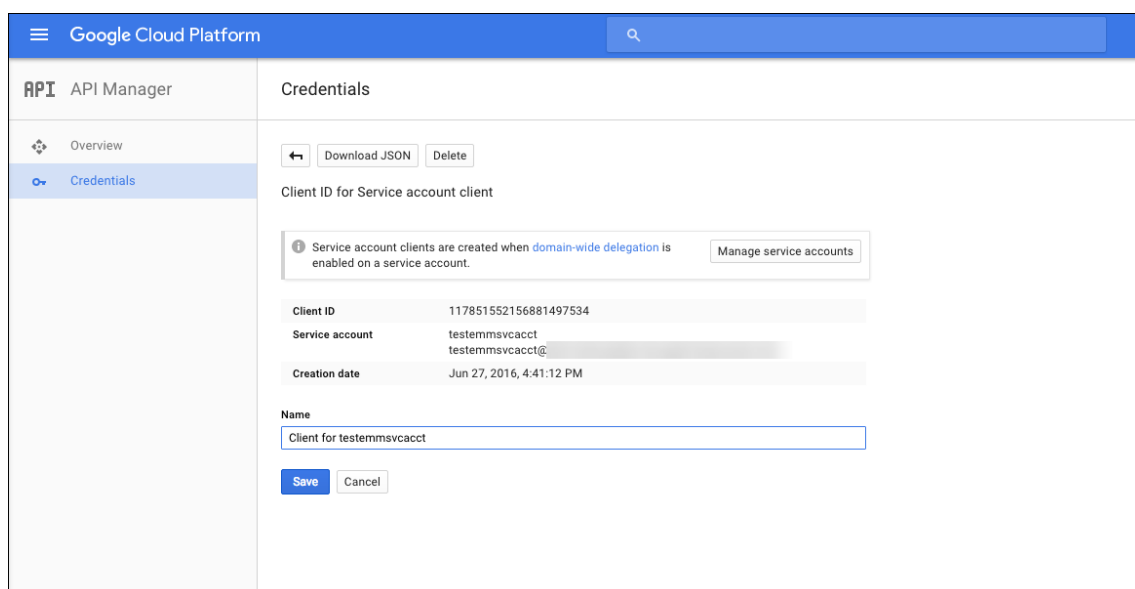 Google Cloud Platform
API API Manager
Credentials
Overview
Credentials
Download JSON Delete
Client ID for Service account client
Service account clients are created when domain-wide delegation is
enabled on a service account.
Manage service accounts
Client ID 117851552156881497534
Service account testemmsvcacct
testemmsvcacct@
Creation date Jun 27, 2016, 4:41:12 PM
Name
Client for testemmsvcacct
Save Cancel